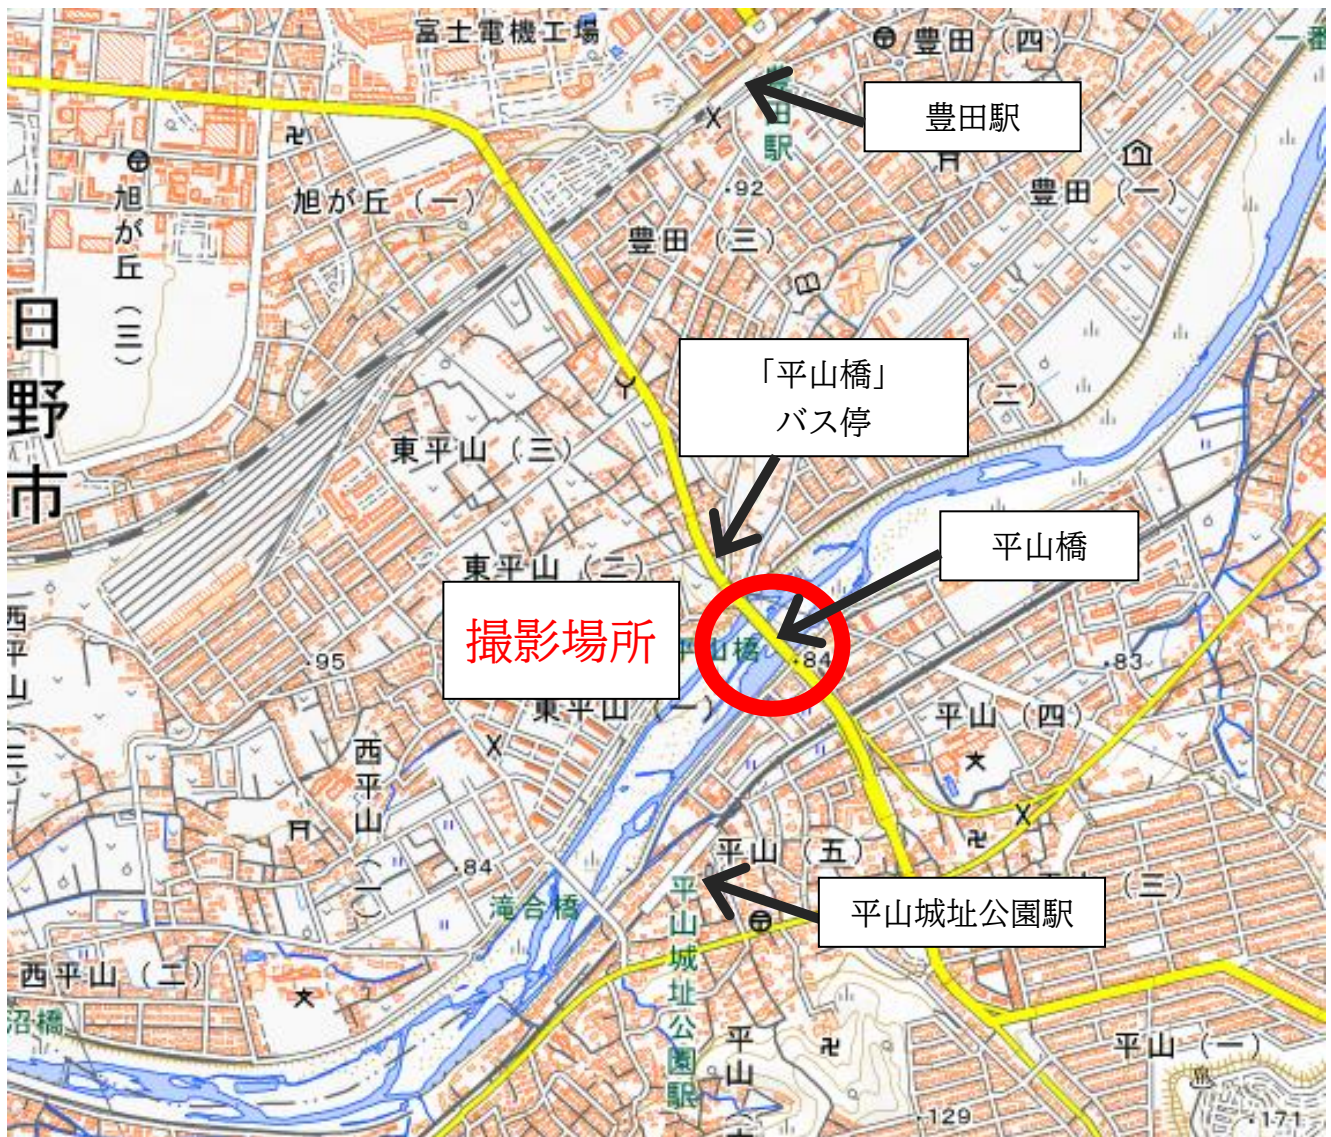 富士電機工場
豊田（四）
一番
豊田駅
豊田駅
旭が丘（一）
旭が丘（三）
92
豊田（一）
豊田（三）
日野市
「平山橋」
バス停
（二）
東平山（三）
平山橋
東平山（二）
撮影場所
平山橋
84
83
西平山（三）
95
東平山（一）
平山（四）
西平山（一）
平山（五）
84
（三）
平山城址公園駅
滝合橋
平山城址公園駅
西平山（二）
沼橋
平山
平山（一）
129
171